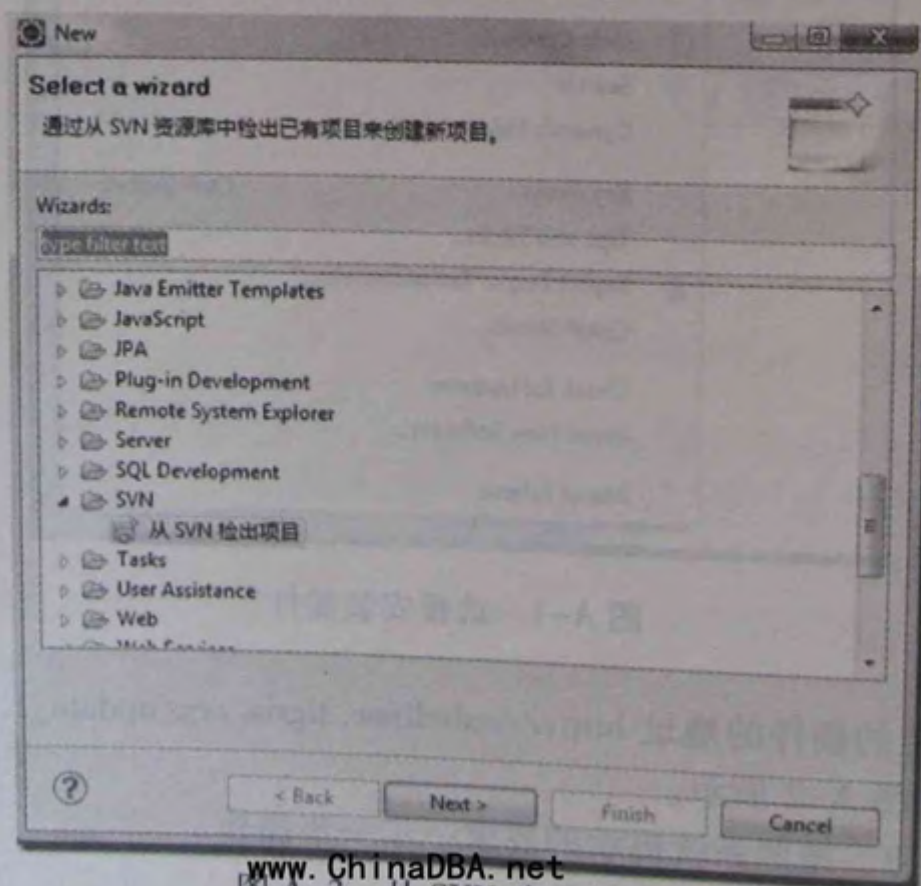 New
Select a wizard
通过从 SVN 资源库中检出已有项目来创建新项目。
Wizards:
type filter text
Java Emitter Templates
JavaScript
JPA
Plug-in Development
Remote System Explorer
Server
SQL Development
SVN
从 SVN 检出项目
Tasks
User Assistance
Web
Web Services
?
< Back
Next >
Finish
Cancel
www.ChinaDBA.net